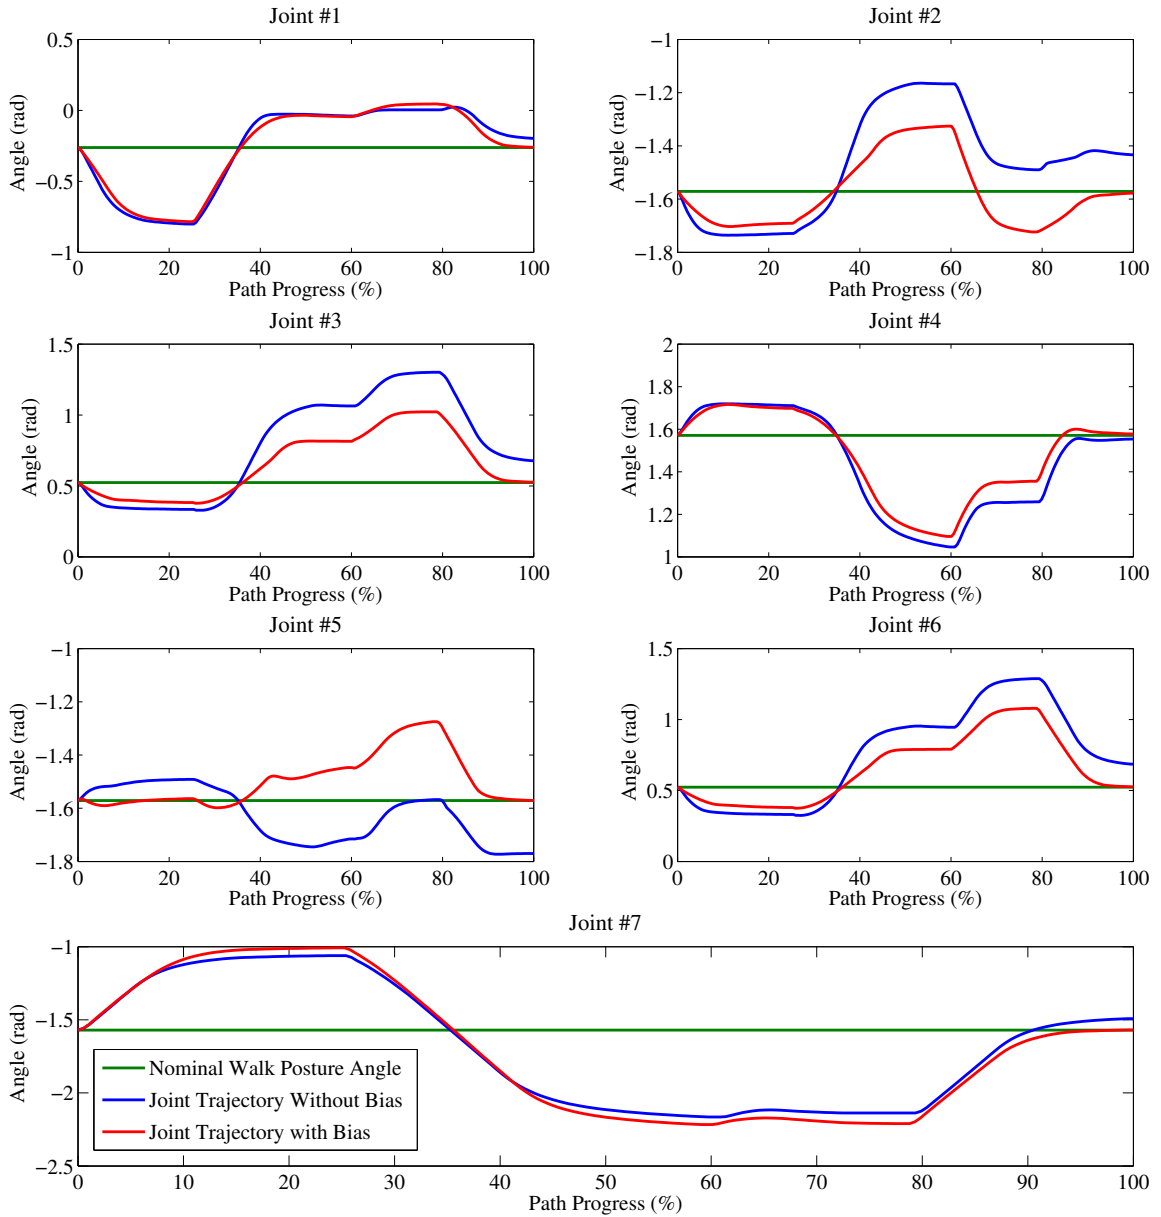 Joint #1
0.5
0
−0.5
−1
Angle (rad)
0 20 40 60 80 100
Path Progress (%)
Joint #2
−1
−1.2
−1.4
−1.6
−1.8
Angle (rad)
0 20 40 60 80 100
Path Progress (%)
Joint #3
1.5
1
0.5
0
Angle (rad)
0 20 40 60 80 100
Path Progress (%)
Joint #4
2
1.8
1.6
1.4
1.2
1
Angle (rad)
0 20 40 60 80 100
Path Progress (%)
Joint #5
−1
−1.2
−1.4
−1.6
−1.8
Angle (rad)
0 20 40 60 80 100
Path Progress (%)
Joint #6
1.5
1
0.5
0
Angle (rad)
0 20 40 60 80 100
Path Progress (%)
Joint #7
−1
−1.5
−2
−2.5
Angle (rad)
Nominal Walk Posture Angle
Joint Trajectory Without Bias
Joint Trajectory with Bias
0 10 20 30 40 50 60 70 80 90 100
Path Progress (%)